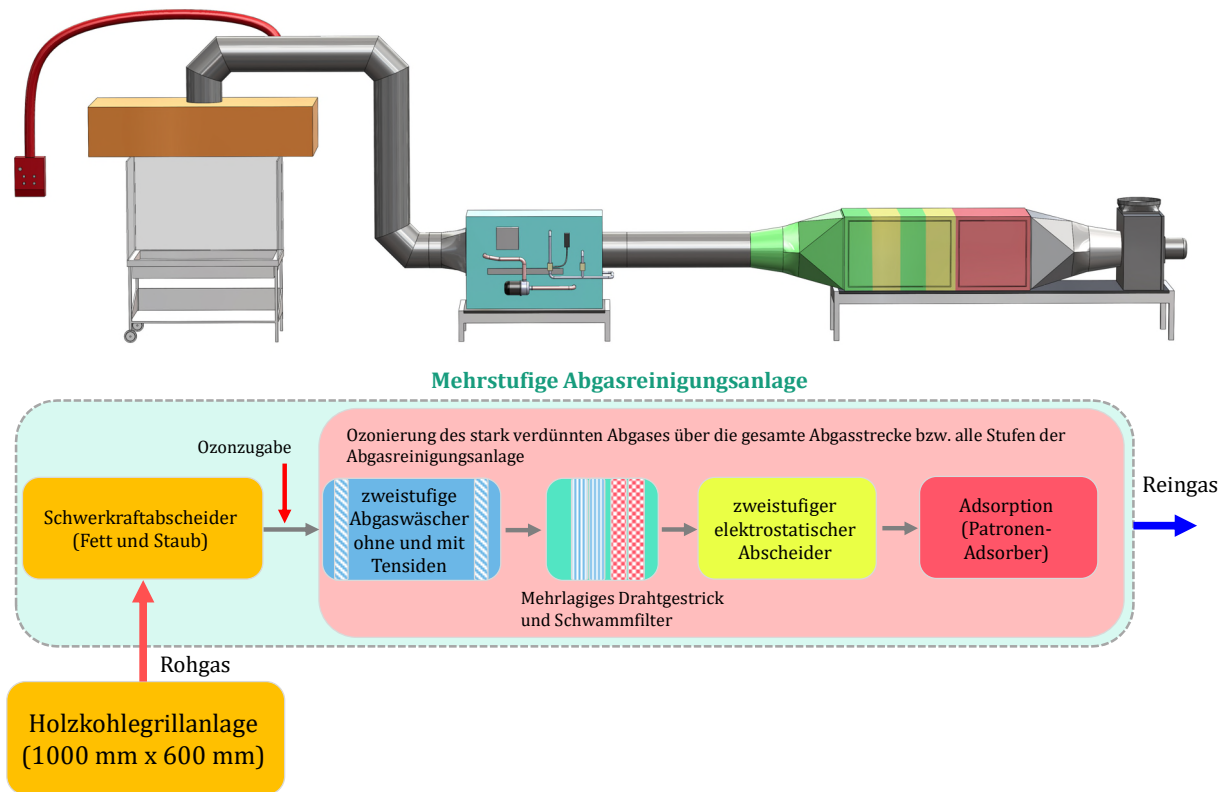 Mehrstufige Abgasreinigungsanlage
Ozonierung des stark verdünnten Abgases über die gesamte Abgasstrecke bzw. alle Stufen der
Abgasreinigungsanlage
Ozonzugabe
Schwerkraftabscheider
(Fett und Staub)
zweistufige
Abgaswäscher
ohne und mit
Tensiden
Mehrlagiges Drahtgestrick
und Schwammfilter
zweistufiger
elektrostatischer
Abscheider
Adsorption
(Patronen-
Adsorber)
Reingas
Rohgas
Holzkohlegrillanlage
(1000 mm x 600 mm)